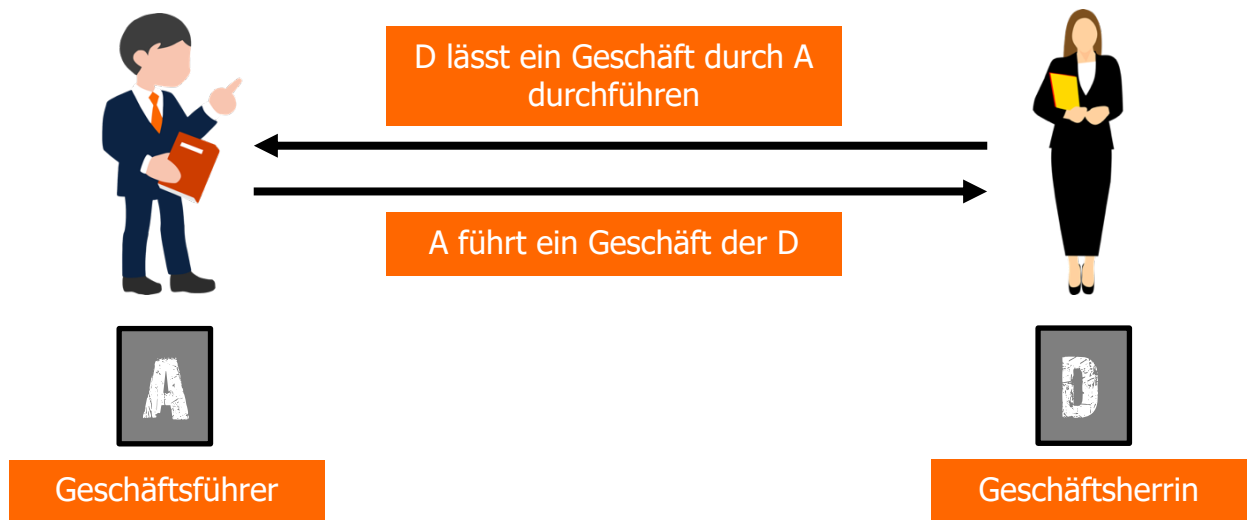 D lässt ein Geschäft durch A
durchführen
A führt ein Geschäft der D
A
D
Geschäftsführer
Geschäftsherrin